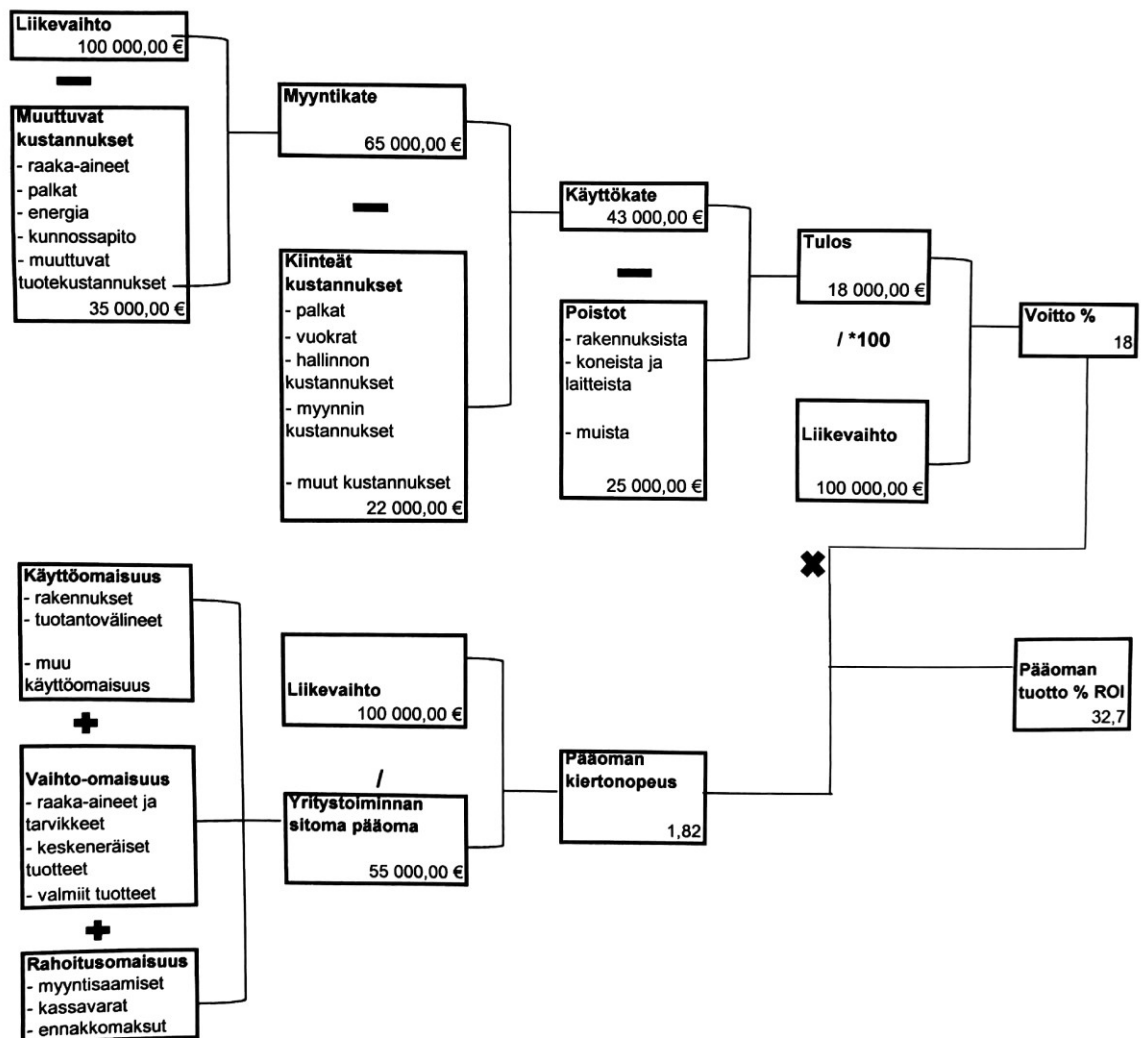 Liikevaihto
100 000,00 €
Muuttuvat
kustannukset
- raaka-aineet
- palkat
- energia
- kunnossapito
- muuttuvat
tuotekustannukset
35 000,00 €
Myyntikate
65 000,00 €
Kiinteät
kustannukset
- palkat
- vuokrat
- hallinnon
kustannukset
- myynnin
kustannukset
- muut kustannukset
22 000,00 €
Käyttökate
43 000,00 €
Poistot
- rakennuksista
- koneista ja
laitteista
- muista
25 000,00 €
Tulos
18 000,00 €
/ *100
Liikevaihto
100 000,00 €
Voitto %
18
Käyttöomaisuus
- rakennukset
- tuotantovälineet
- muu
käyttöomaisuus
Vaihto-omaisuus
- raaka-aineet ja
tarvikkeet
- keskeneräiset
tuotteet
- valmiit tuotteet
Rahoitusomaisuus
- myyntisaamiset
- kassavarat
- ennakkomaksut
Liikevaihto
100 000,00 €
/
Yritystoiminnan
sitoma pääoma
55 000,00 €
Pääoman
kiertonopeus
1,82
Pääoman
tuotto % ROI
32,7